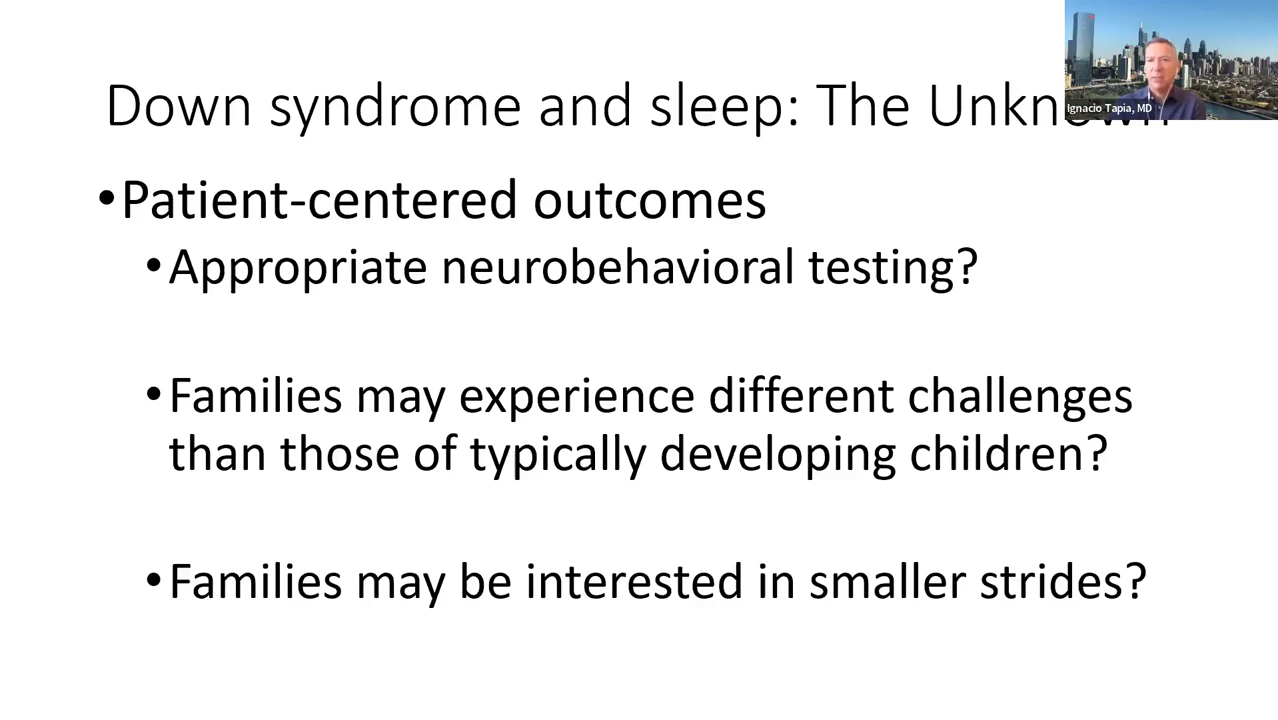 Down syndrome and sleep: The Unknown
Ignacio Tapia, MD
•Patient-centered outcomes
•Appropriate neurobehavioral testing?
•Families may experience different challenges
than those of typically developing children?
•Families may be interested in smaller strides?